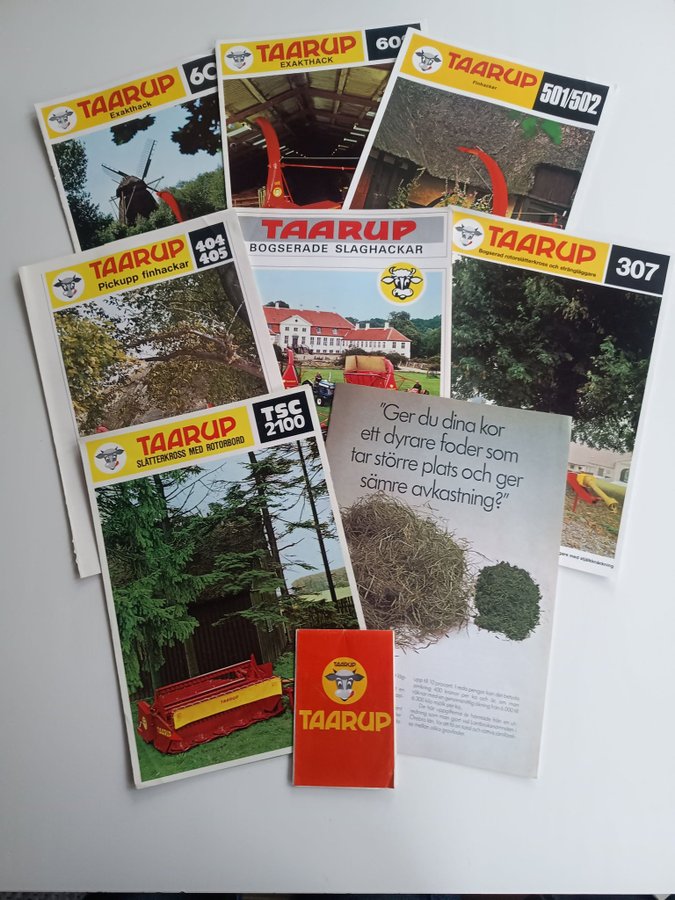 TAARUP
Exakthack
60
TAARUP
EXAKTHACK
60
TAARUP
Finhackar
501/502
TAARUP
Pickupp finhackar
404
405
TAARUP
BOGSERADE SLAGHACKAR
TAARUP
Bogserad rotorslåtterkross och strängläggare
307
TAARUP
SLÅTTERKROSS MED ROTORBORD
TSC
2100
TAARUP
"Ger du dina kor
ett dyrare foder som
tar större plats och ger
sämre avkastning?"
TAARUP
TAARUP